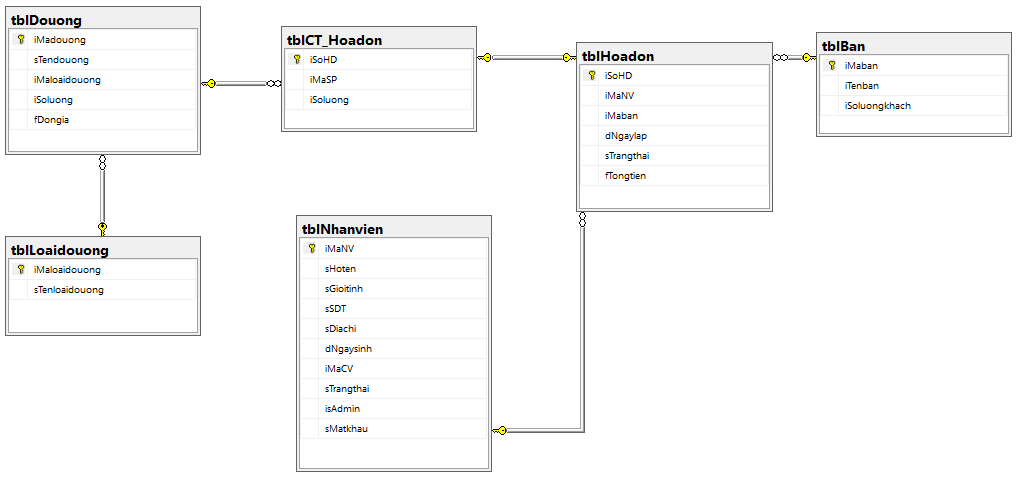 tblDouong
iMadouong
sTendouong
iMaloaidouong
iSoluong
fDongia
tblCT_Hoadon
iSoHD
iMaSP
iSoluong
tblHoadon
iSoHD
iMaNV
iMaban
dNgaylap
sTrangthai
fTongtien
tblBan
iMaban
iTenban
iSoluongkhach
tblLoaidouong
iMaloaidouong
sTenloaidouong
tblNhanvien
iMaNV
sHoten
sGioitinh
sSDT
sDiachi
dNgaysinh
iMaCV
sTrangthai
isAdmin
sMatkhau